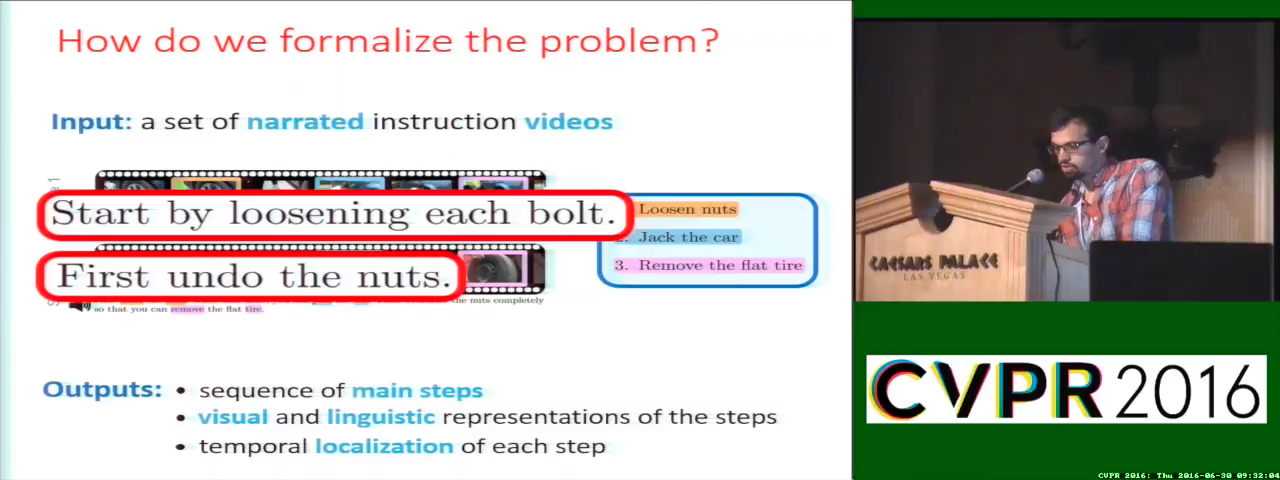 How do we formalize the problem?
Input: a set of narrated instruction videos
Start by loosening each bolt.
First undo the nuts.
Loosen nuts
2. Jack the car
3. Remove the flat tire
the nuts completely
so that you can remove the flat tire.
Outputs: • sequence of main steps
• visual and linguistic representations of the steps
• temporal localization of each step
CAESARS PALACE
LAS VEGAS
CVPR 2016
CVPR 2016: Thu 2016-06-30 09:32:04